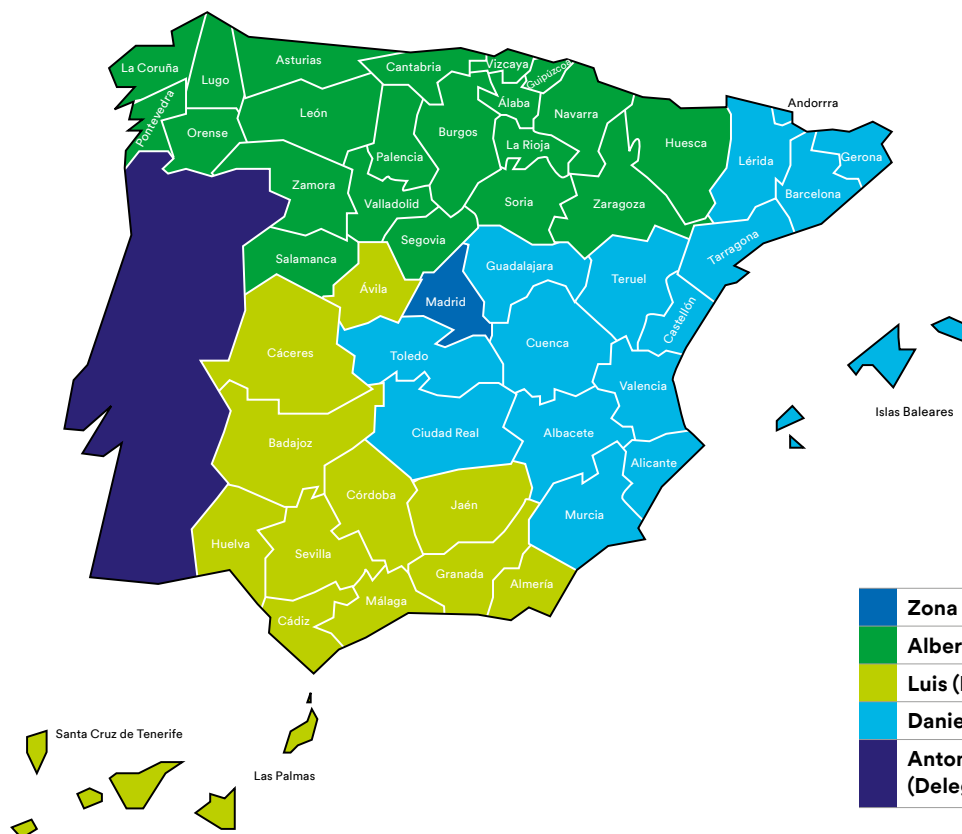 La Coruña
Lugo
Asturias
Cantabria
Vizcaya
Guipúzcoa
Pontevedra
Orense
León
Palencia
Burgos
Álaba
La Rioja
Navarra
Huesca
Lérida
Andorrra
Gerona
Barcelona
Zamora
Valladolid
Soria
Zaragoza
Tarragona
Salamanca
Segovia
Ávila
Madrid
Guadalajara
Teruel
Castellón
Cáceres
Toledo
Cuenca
Valencia
Islas Baleares
Badajoz
Ciudad Real
Albacete
Alicante
Córdoba
Jaén
Murcia
Huelva
Sevilla
Granada
Almería
Málaga
Cádiz
Santa Cruz de Tenerife
Las Palmas
Zona
Alber
Luis (
Danie
Anton
(Deleg